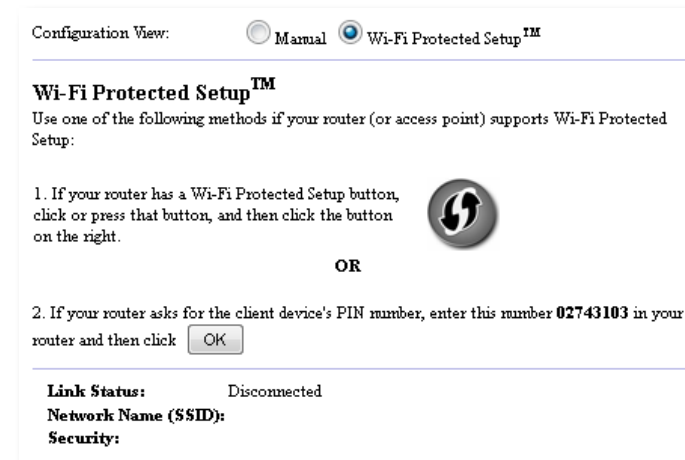 Configuration View: Manual Wi-Fi Protected Setup™
Wi-Fi Protected Setup™
Use one of the following methods if your router (or access point) supports Wi-Fi Protected
Setup:
1. If your router has a Wi-Fi Protected Setup button,
click or press that button, and then click the button
on the right.
OR
2. If your router asks for the client device's PIN number, enter this number 02743103 in your
router and then click OK
Link Status: Disconnected
Network Name (SSID):
Security: